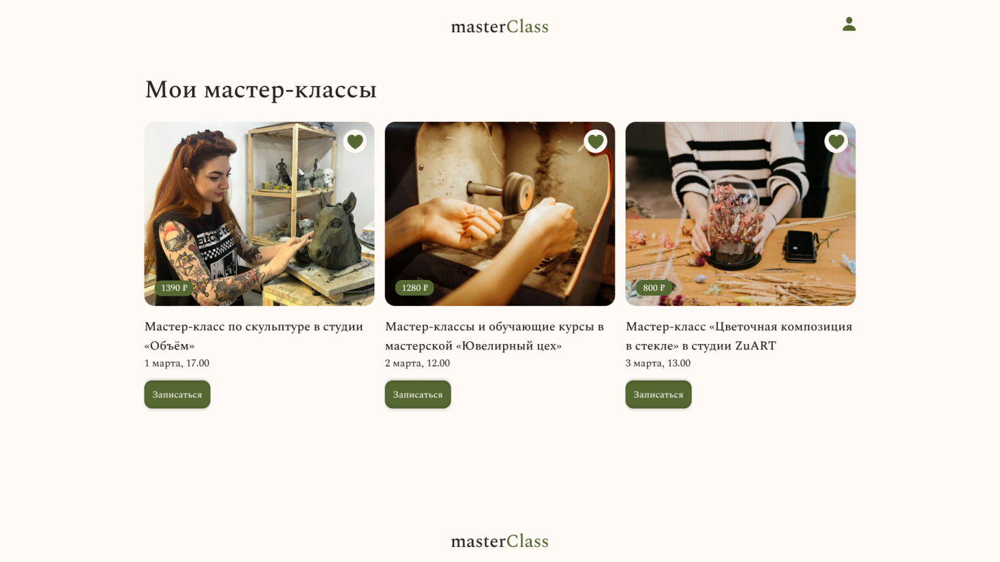 masterClass
Мои мастер-классы
1390 ₽
1280 ₽
800 ₽
Мастер-класс по скульптуре в студии
«Объём»
1 марта, 17.00
Записаться
Мастер-классы и обучающие курсы в
мастерской «Ювелирный цех»
2 марта, 12.00
Записаться
Мастер-класс «Цветочная композиция
в стекле» в студии ZuART
3 марта, 13.00
Записаться
masterClass